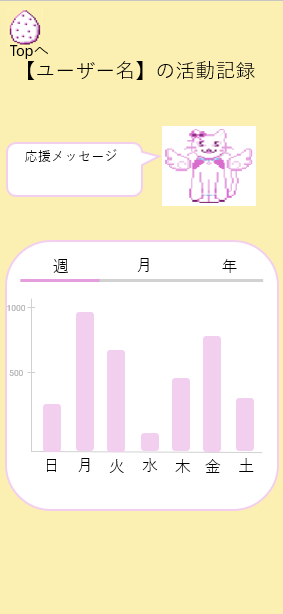 Topへ
【ユーザー名】の活動記録
応援メッセージ
週 月 年
1000
500
日 月 火 水 木 金 土